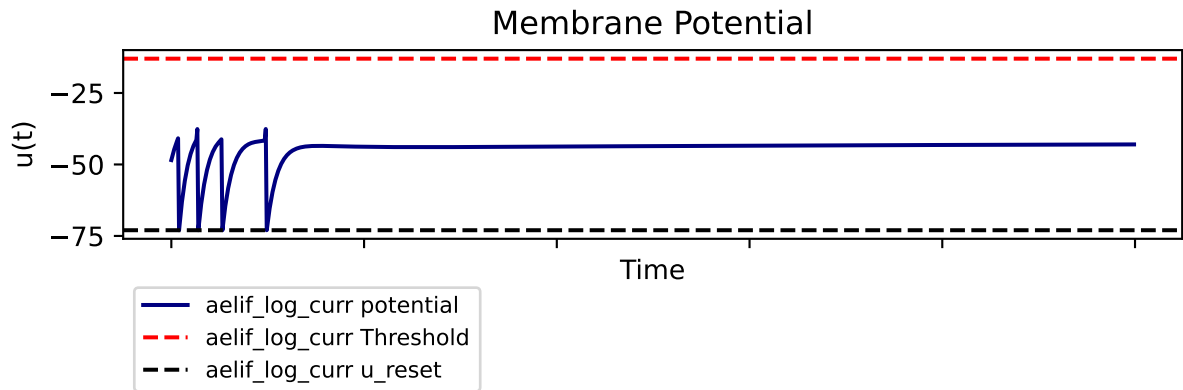 Membrane Potential
u(t)
−25
−50
−75
Time
aelif_log_curr potential
aelif_log_curr Threshold
aelif_log_curr u_reset